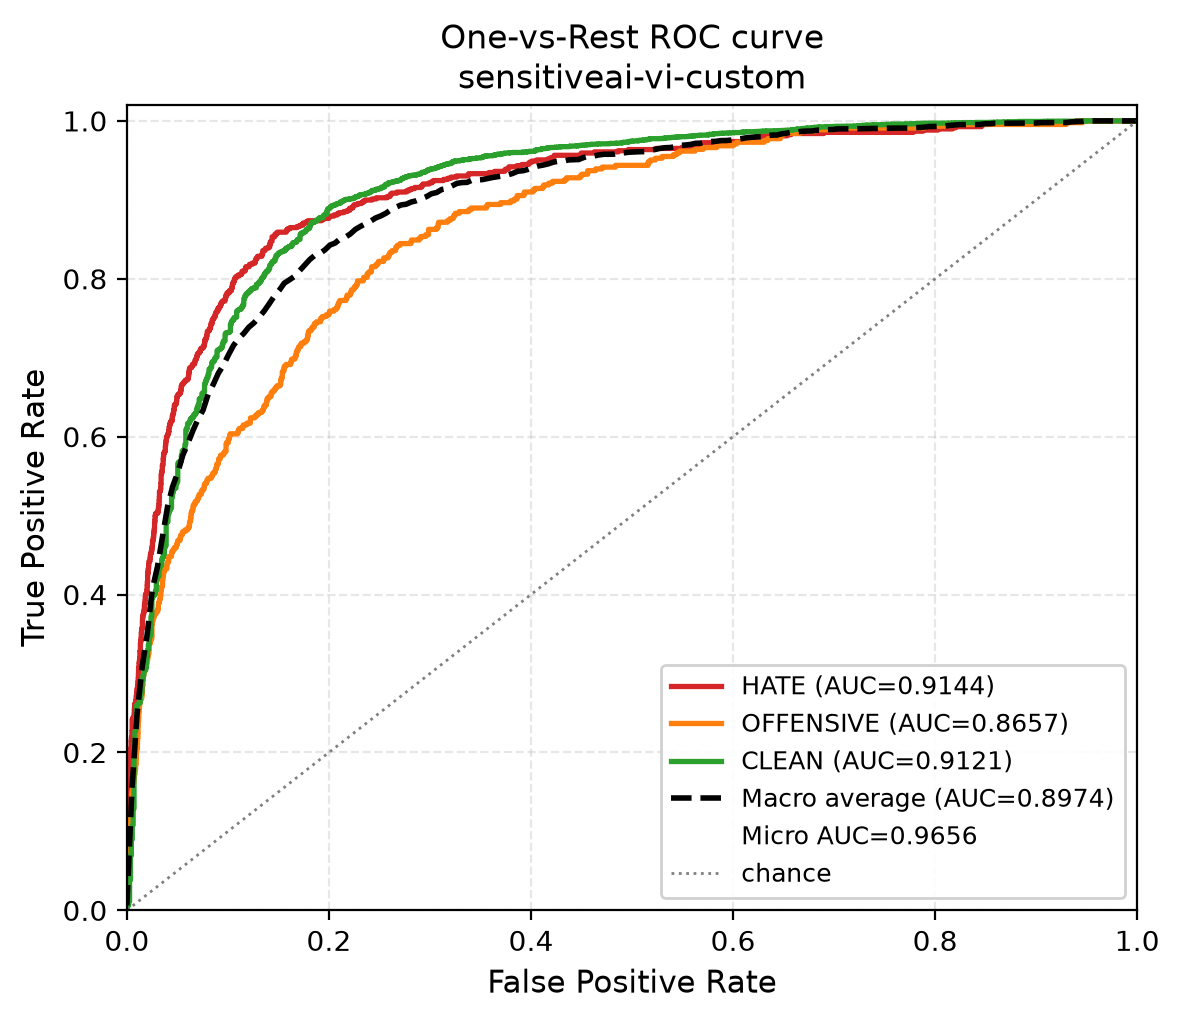 One-vs-Rest ROC curve
sensitiveai-vi-custom
True Positive Rate
1.0
0.8
0.6
0.4
0.2
0.0
HATE (AUC=0.9144)
OFFENSIVE (AUC=0.8657)
CLEAN (AUC=0.9121)
Macro average (AUC=0.8974)
Micro AUC=0.9656
chance
0.0 0.2 0.4 0.6 0.8 1.0
False Positive Rate